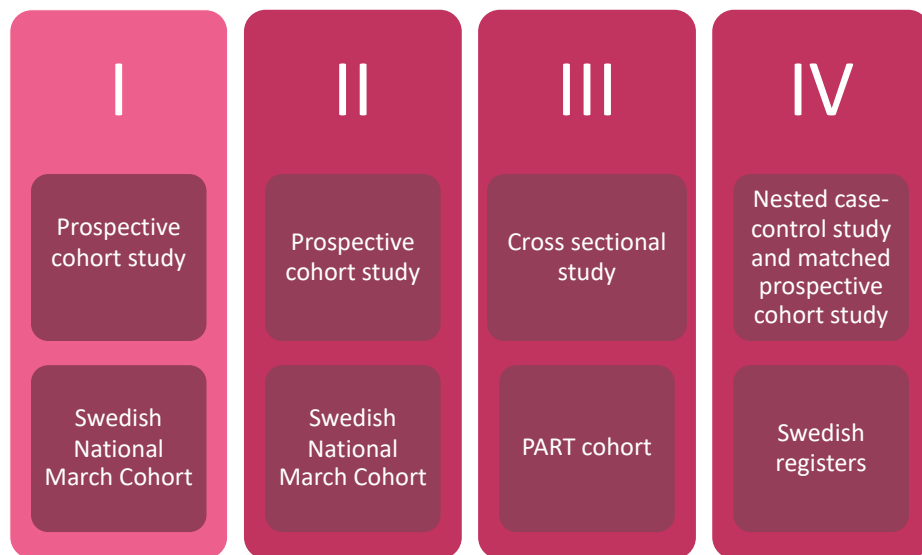 I
Prospective
cohort study
Swedish
National
March Cohort
II
Prospective
cohort study
Swedish
National
March Cohort
III
Cross sectional
study
PART cohort
IV
Nested case-
control study
and matched
prospective
cohort study
Swedish
registers